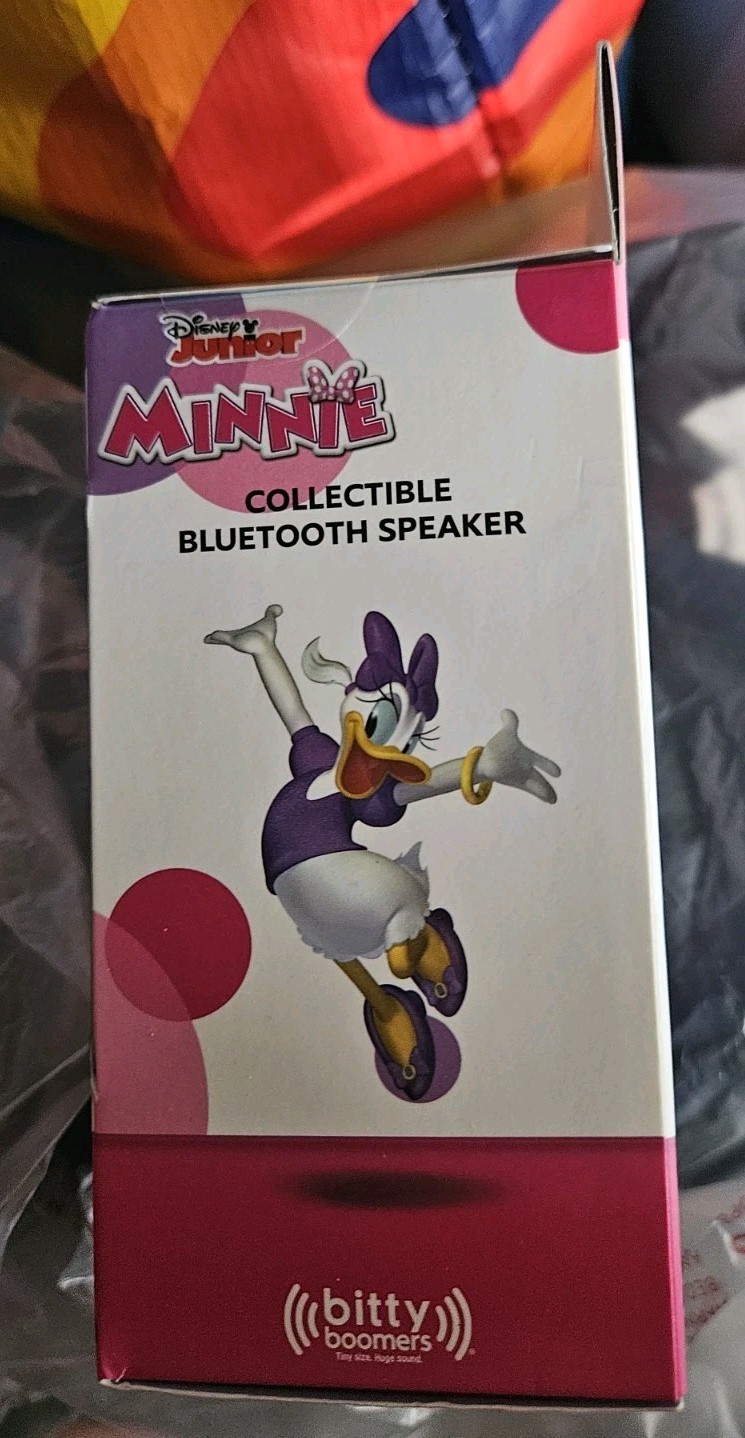 Disney
Junior
MINNIE
COLLECTIBLE
BLUETOOTH SPEAKER
bitty
boomers
Tiny size. Huge sound.